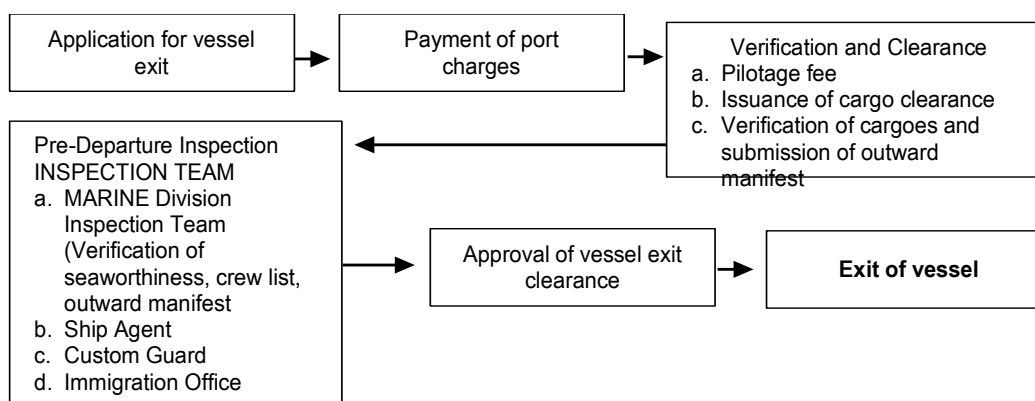 Application for vessel
exit
Payment of port
charges
Verification and Clearance
a. Pilotage fee
b. Issuance of cargo clearance
c. Verification of cargoes and
submission of outward
manifest
Pre-Departure Inspection
INSPECTION TEAM
a. MARINE Division
Inspection Team
(Verification of
seaworthiness, crew list,
outward manifest
b. Ship Agent
c. Custom Guard
d. Immigration Office
Approval of vessel exit
clearance
Exit of vessel